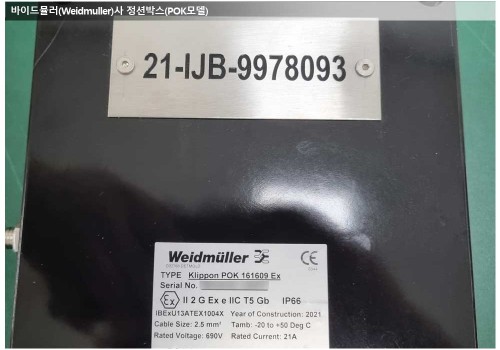 바이드뮬러(Weidmuller)사 정션박스(POK모델)
21-IJB-9978093
Weidmüller
CE
TYPE Klippon POK 161609 Ex
Serial No.
Ex II 2 G Ex e IIC T5 Gb IP66
IBExU13ATEX1004X Year of Construction: 2021
Cable Size: 2.5 mm² Tamb: -20 to +50 Deg C
Rated Voltage: 690V Rated Current: 21A